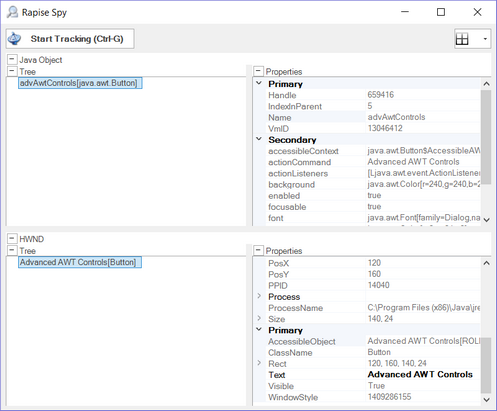 Rapise Spy
Start Tracking (Ctrl-G)
Java Object
Tree
advAwtControls[java.awt.Button]
Properties
Primary
Handle 659416
IndexInParent 5
Name advAwtControls
VmID 13046412
Secondary
accessibleContext java.awt.Button$AccessibleAW
actionCommand Advanced AWT Controls
actionListeners [Ljava.awt.event.ActionListene
background java.awt.Color[r=240,g=240,b=2
enabled true
focusable true
font java.awt.Font[family=Dialog,na
HWND
Tree
Advanced AWT Controls[Button]
Properties
PosX 120
PosY 160
PPID 14040
Process
ProcessName C:\Program Files (x86)\Java\jre
Size 140, 24
Primary
AccessibleObject Advanced AWT Controls[ROL
ClassName Button
Rect 120, 160, 140, 24
Text Advanced AWT Controls
Visible True
WindowStyle 1409286155